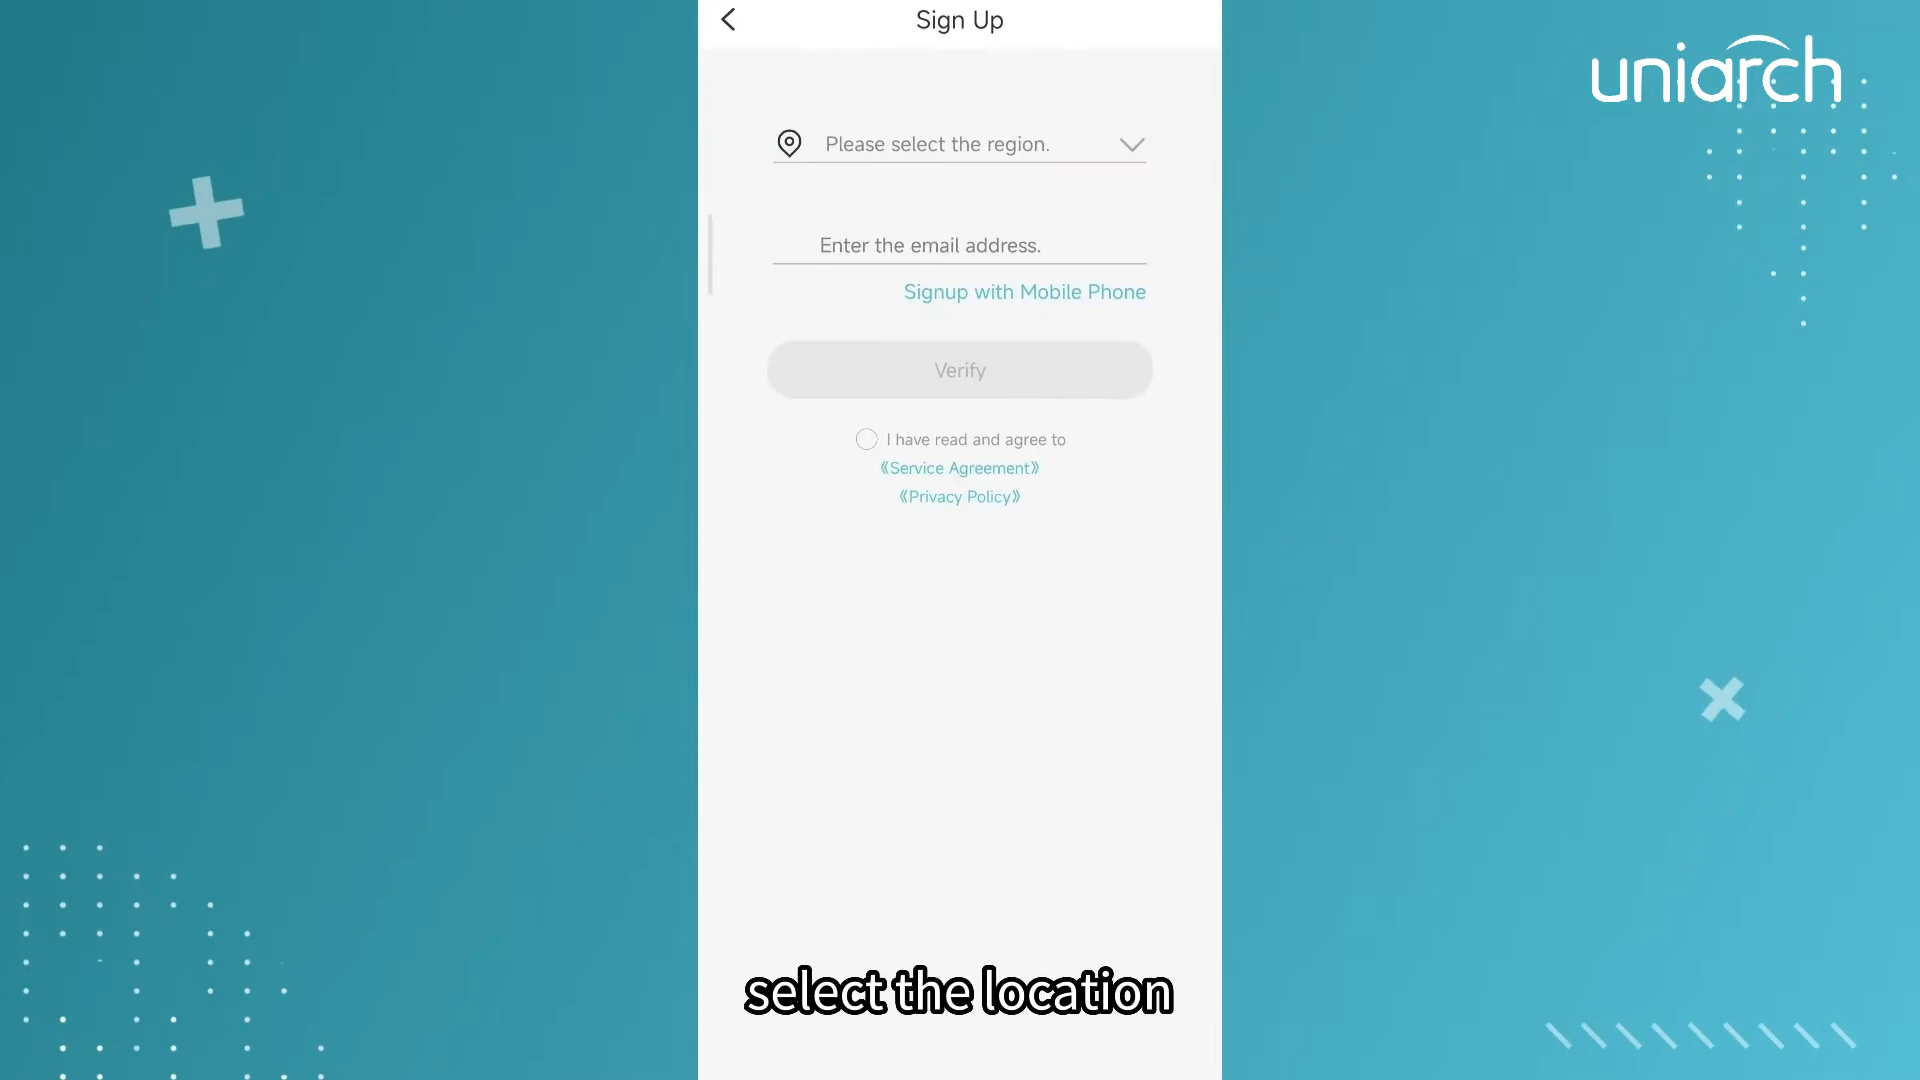 Sign Up
uniarch
Please select the region.
Enter the email address.
Signup with Mobile Phone
Verify
I have read and agree to
《Service Agreement》
《Privacy Policy》
select the location